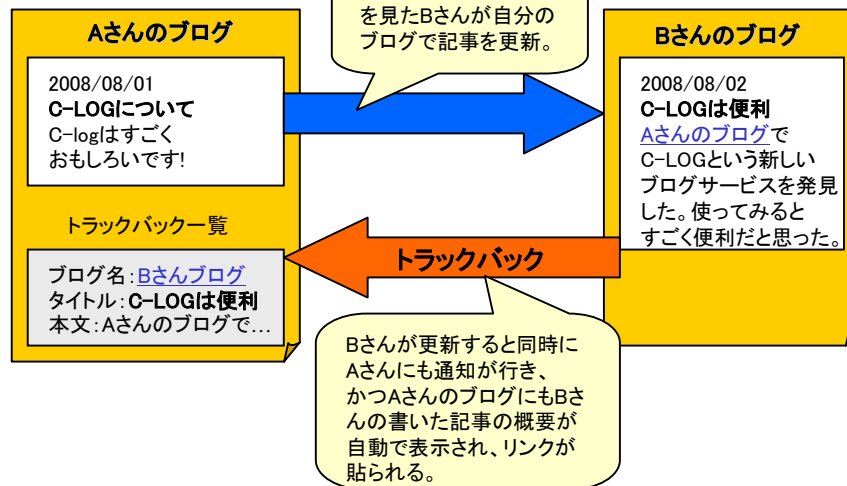 Aさんのブログ
2008/08/01
C-LOGについて
C-logはすごく
おもしろいです!
トラックバック一覧
ブログ名:Bさんブログ
タイトル:C-LOGは便利
本文:Aさんのブログで…
を見たBさんが自分の
ブログで記事を更新。
トラックバック
Bさんが更新すると同時に
Aさんにも通知が行き、
かつAさんのブログにもBさ
んの書いた記事の概要が
自動で表示され、リンクが
貼られる。
Bさんのブログ
2008/08/02
C-LOGは便利
Aさんのブログで
C-LOGという新しい
ブログサービスを発見
した。使ってみると
すごく便利だと思った。